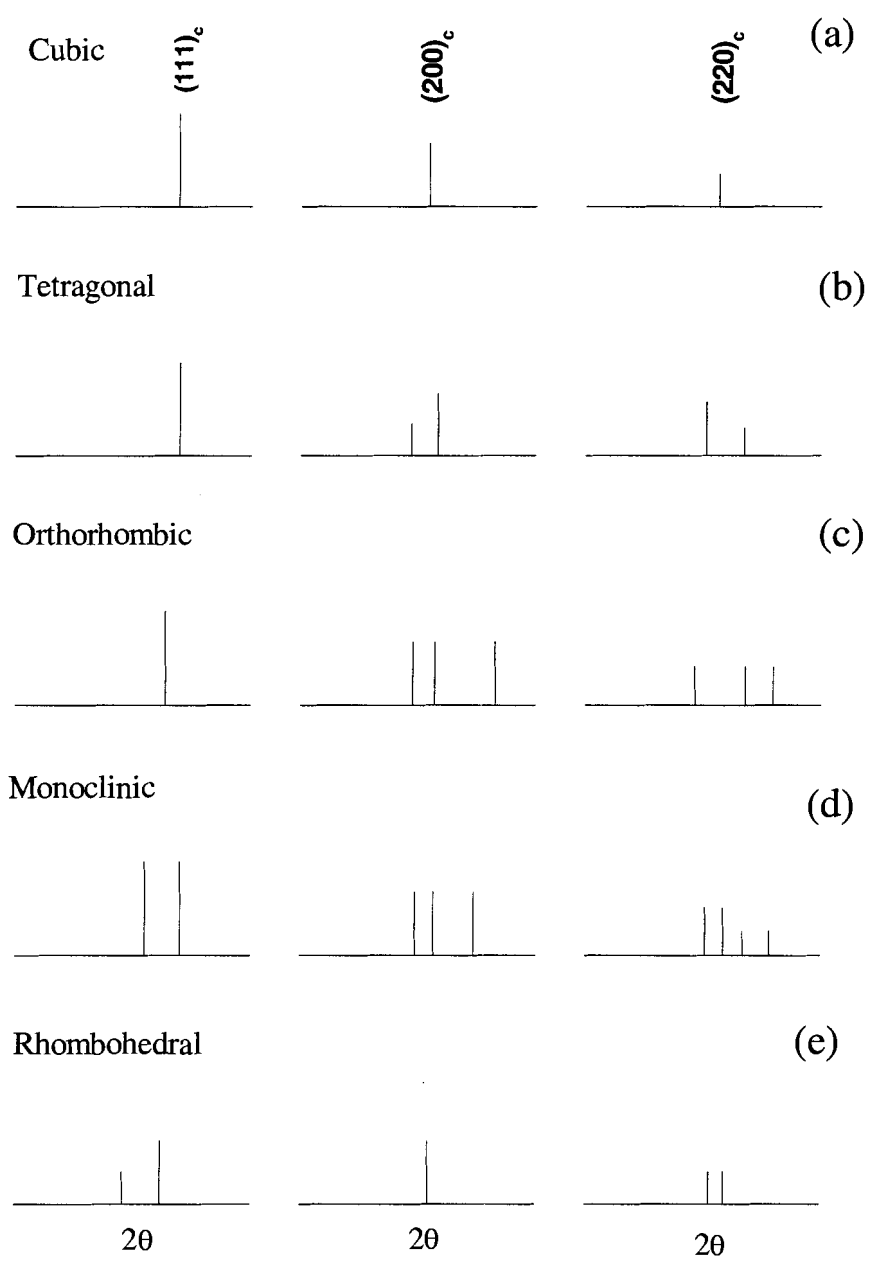 Cubic
(111)c
(200)c
(220)c
(a)
Tetragonal
(b)
Orthorhombic
(c)
Monoclinic
(d)
Rhombohedral
(e)
2θ
2θ
2θ